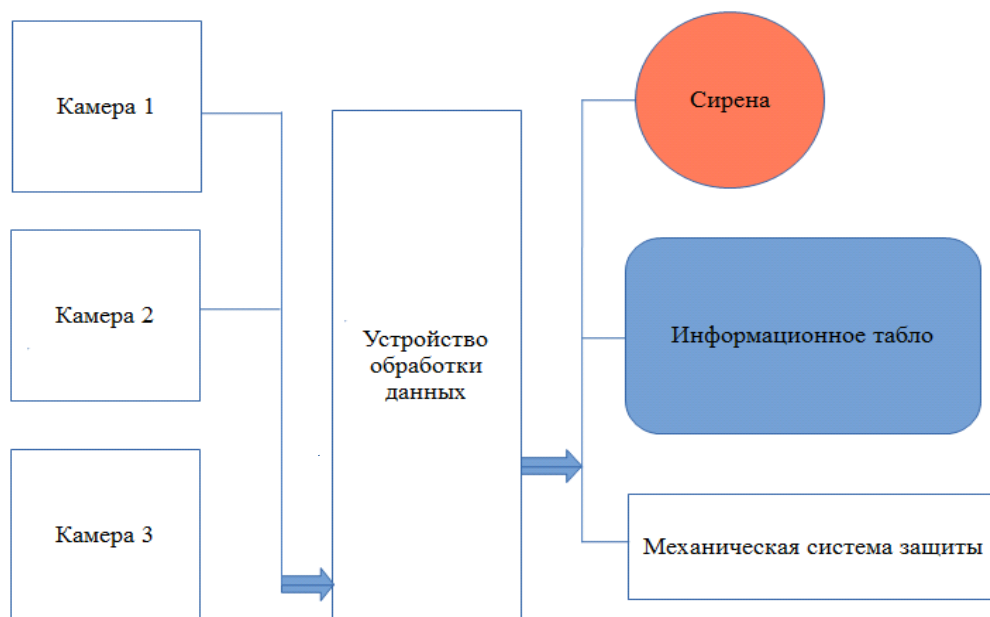 Камера 1
Камера 2
Камера 3
Устройство
обработки
данных
Сирена
Информационное табло
Механическая система защиты